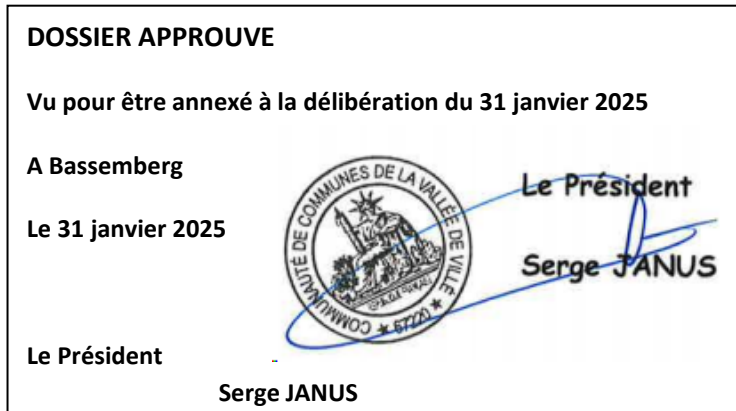 DOSSIER APPROUVE
Vu pour être annexé à la délibération du 31 janvier 2025
A Bassemberg
Le 31 janvier 2025
COMMUNAUTÉ DE COMMUNES DE LA VALLÉE DE VILLÉ
★ 67220 ★
Le Président
Serge JANUS
Le Président
Serge JANUS